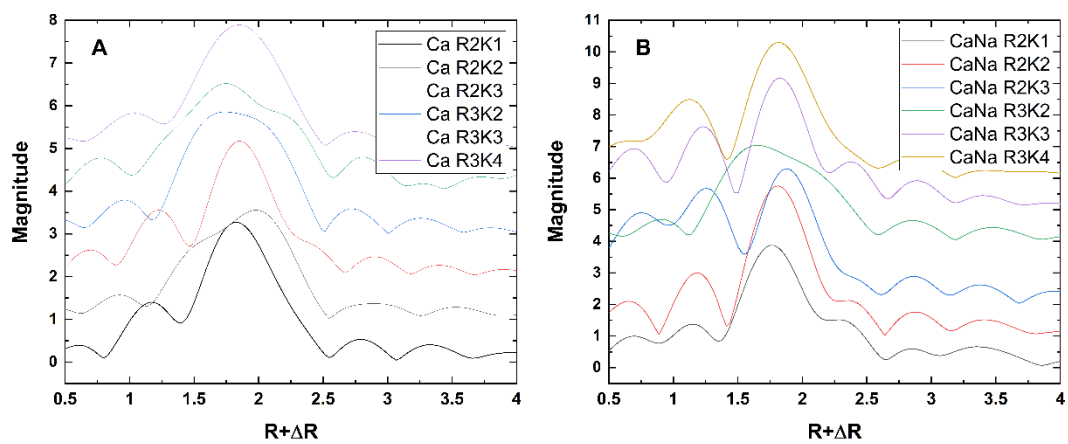 A
Ca R2K1
Ca R2K2
Ca R2K3
Ca R3K2
Ca R3K3
Ca R3K4
8
7
6
5
4
3
2
1
0
Magnitude
0.5 1 1.5 2 2.5 3 3.5 4
R+ΔR
B
CaNa R2K1
CaNa R2K2
CaNa R2K3
CaNa R3K2
CaNa R3K3
CaNa R3K4
11
10
9
8
7
6
5
4
3
2
1
0
Magnitude
0.5 1 1.5 2 2.5 3 3.5 4
R+ΔR